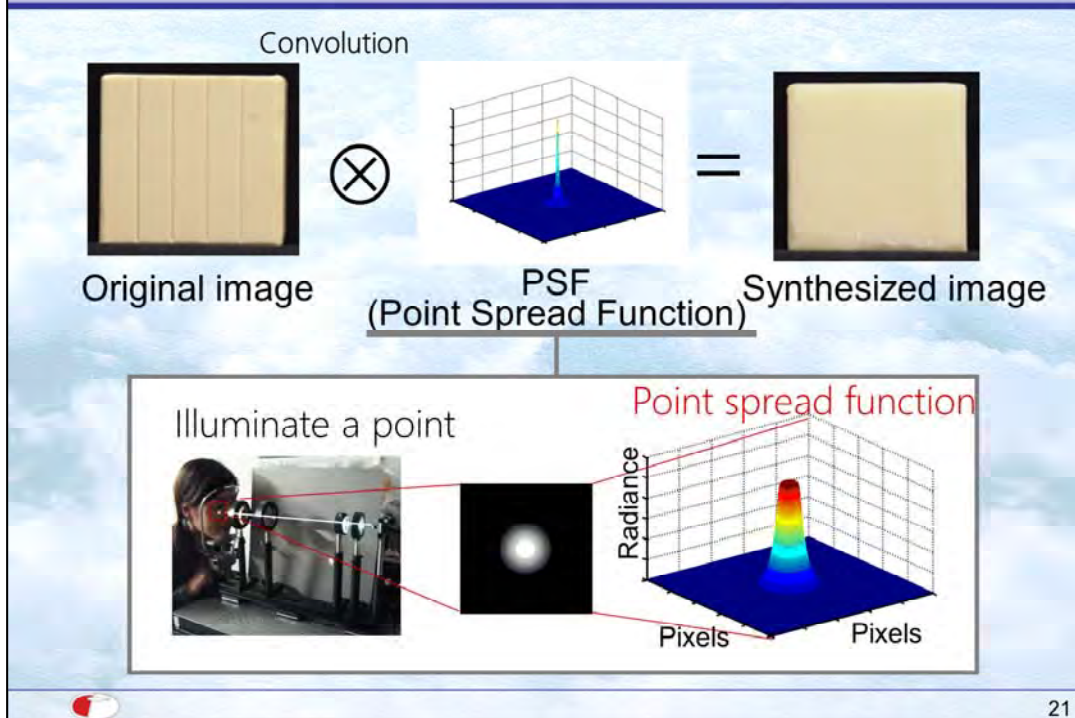 Convolution
⊗
=
Original image
PSF
(Point Spread Function)
Synthesized image
Illuminate a point
Point spread function
Radiance
Pixels
Pixels
21